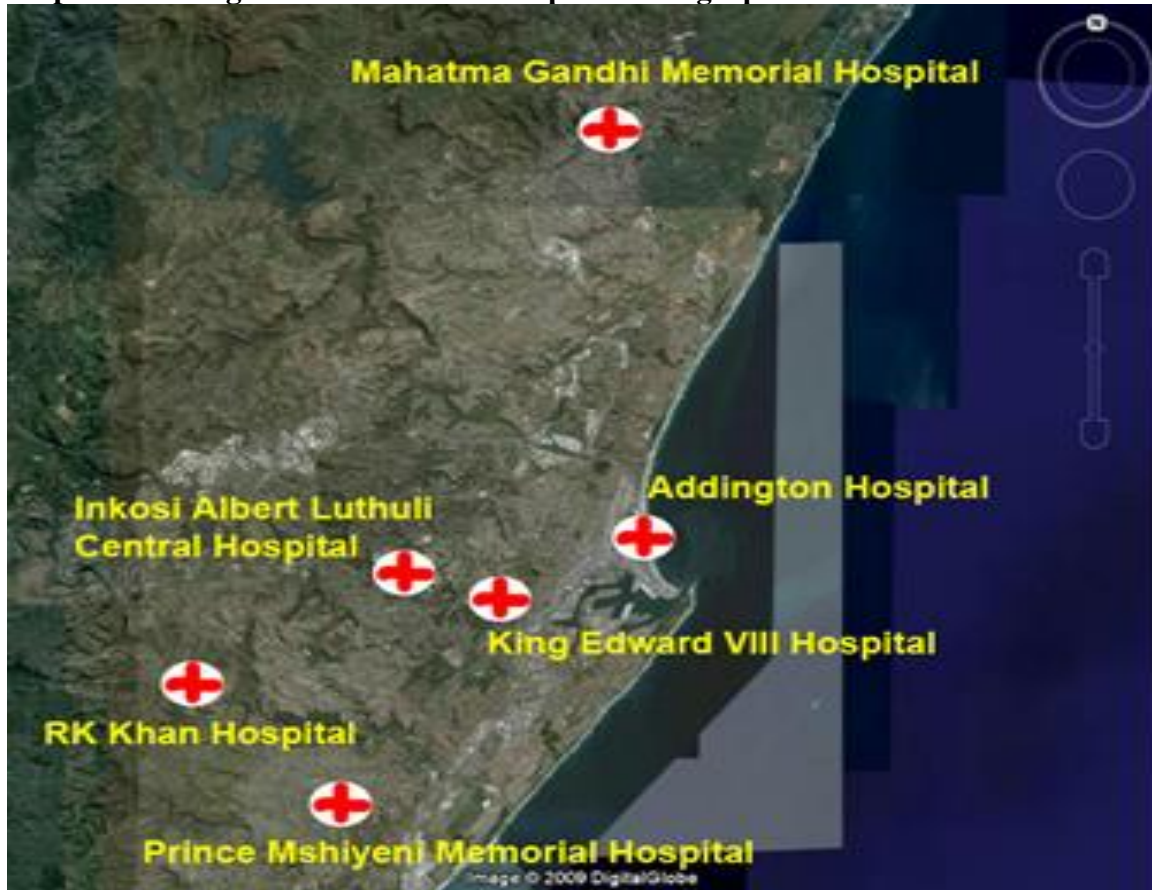 Mahatma Gandhi Memorial Hospital
Addington Hospital
Inkosi Albert Luthuli
Central Hospital
King Edward VIII Hospital
RK Khan Hospital
Prince Mshiyeni Memorial Hospital
Image © 2009 DigitalGlobe